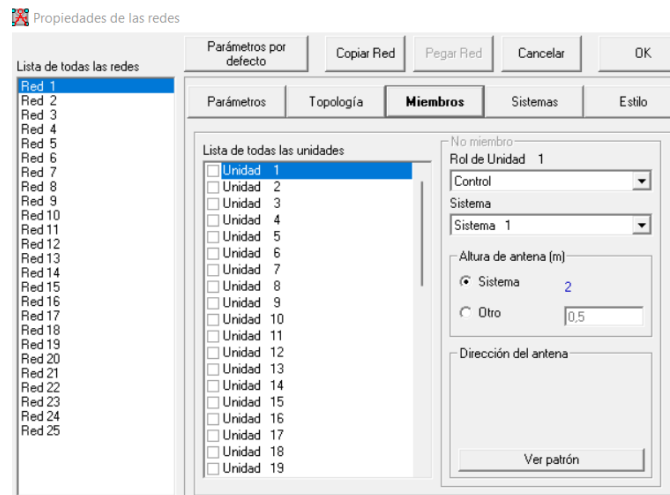 Propiedades de las redes
Lista de todas las redes
Red 1
Red 2
Red 3
Red 4
Red 5
Red 6
Red 7
Red 8
Red 9
Red 10
Red 11
Red 12
Red 13
Red 14
Red 15
Red 16
Red 17
Red 18
Red 19
Red 20
Red 21
Red 22
Red 23
Red 24
Red 25
Parámetros por
defecto
Copiar Red
Pegar Red
Cancelar
OK
Parámetros
Topología
Miembros
Sistemas
Estilo
Lista de todas las unidades
Unidad 1
Unidad 2
Unidad 3
Unidad 4
Unidad 5
Unidad 6
Unidad 7
Unidad 8
Unidad 9
Unidad 10
Unidad 11
Unidad 12
Unidad 13
Unidad 14
Unidad 15
Unidad 16
Unidad 17
Unidad 18
Unidad 19
No miembro
Rol de Unidad 1
Control
Sistema
Sistema 1
Altura de antena (m)
Sistema 2
Otro 0,5
Dirección del antena
Ver patrón